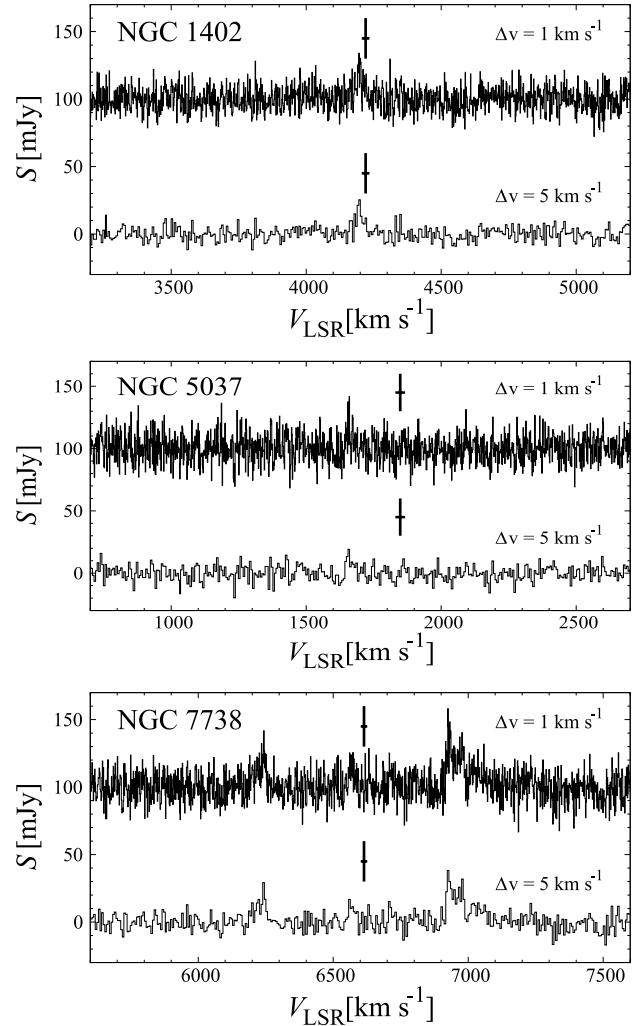 NGC 1402
Δv = 1 km s-1
150
100
S [mJy]
50
Δv = 5 km s-1
0
3500 4000 4500 5000
VLSR[km s-1]
NGC 5037
Δv = 1 km s-1
150
100
S [mJy]
50
Δv = 5 km s-1
0
1000 1500 2000 2500
VLSR[km s-1]
NGC 7738
Δv = 1 km s-1
150
100
S [mJy]
50
Δv = 5 km s-1
0
6000 6500 7000 7500
VLSR[km s-1]